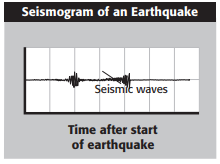 Seismogram of an Earthquake
Seismic waves
Time after start
of earthquake